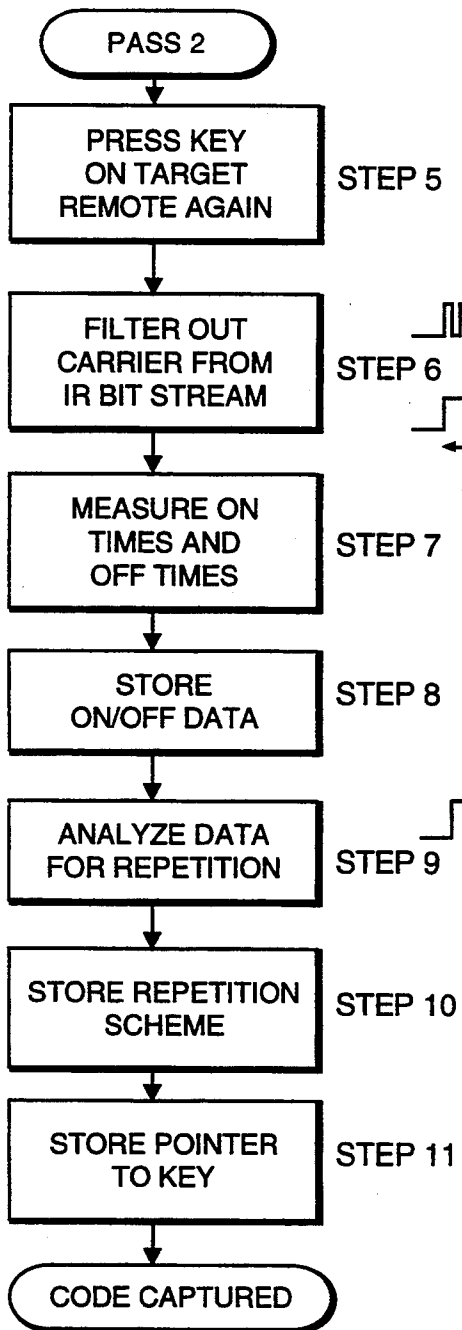 PASS 2
PRESS KEY
ON TARGET
REMOTE AGAIN
STEP 5
FILTER OUT
CARRIER FROM
IR BIT STREAM
STEP 6
MEASURE ON
TIMES AND
OFF TIMES
STEP 7
STORE
ON/OFF DATA
STEP 8
ANALYZE DATA
FOR REPETITION
STEP 9
STORE REPETITION
SCHEME
STEP 10
STORE POINTER
TO KEY
STEP 11
CODE CAPTURED